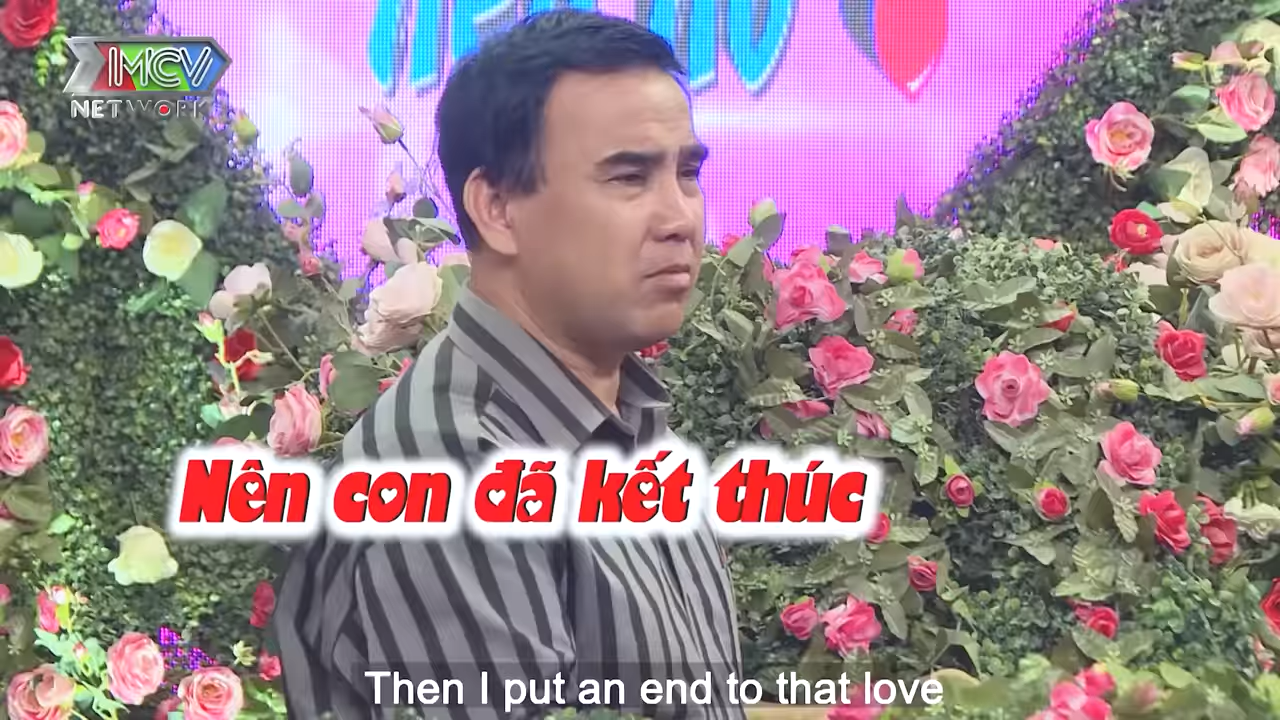 MCV
NETWORK
Nên con đã kết thúc
Then I put an end to that love